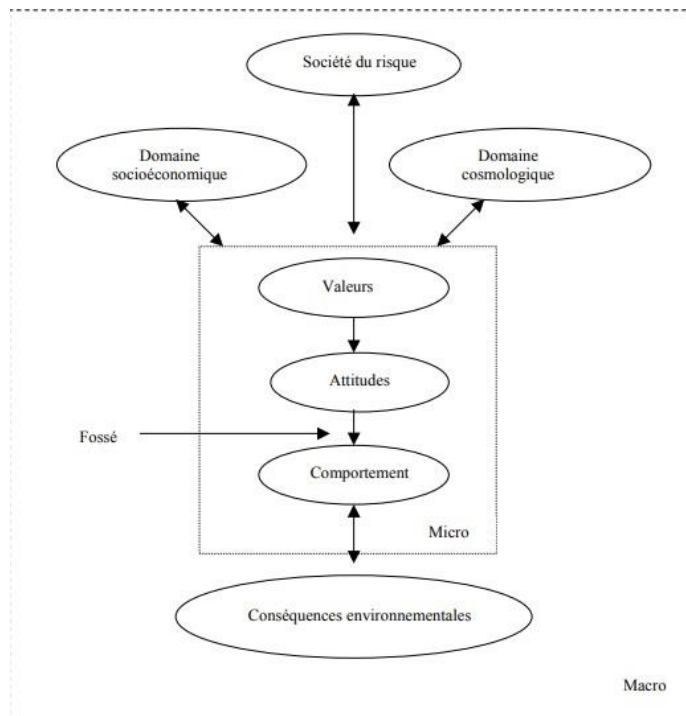 Société du risque
Domaine
socioéconomique
Domaine
cosmologique
Valeurs
Attitudes
Fossé
Comportement
Micro
Conséquences environnementales
Macro